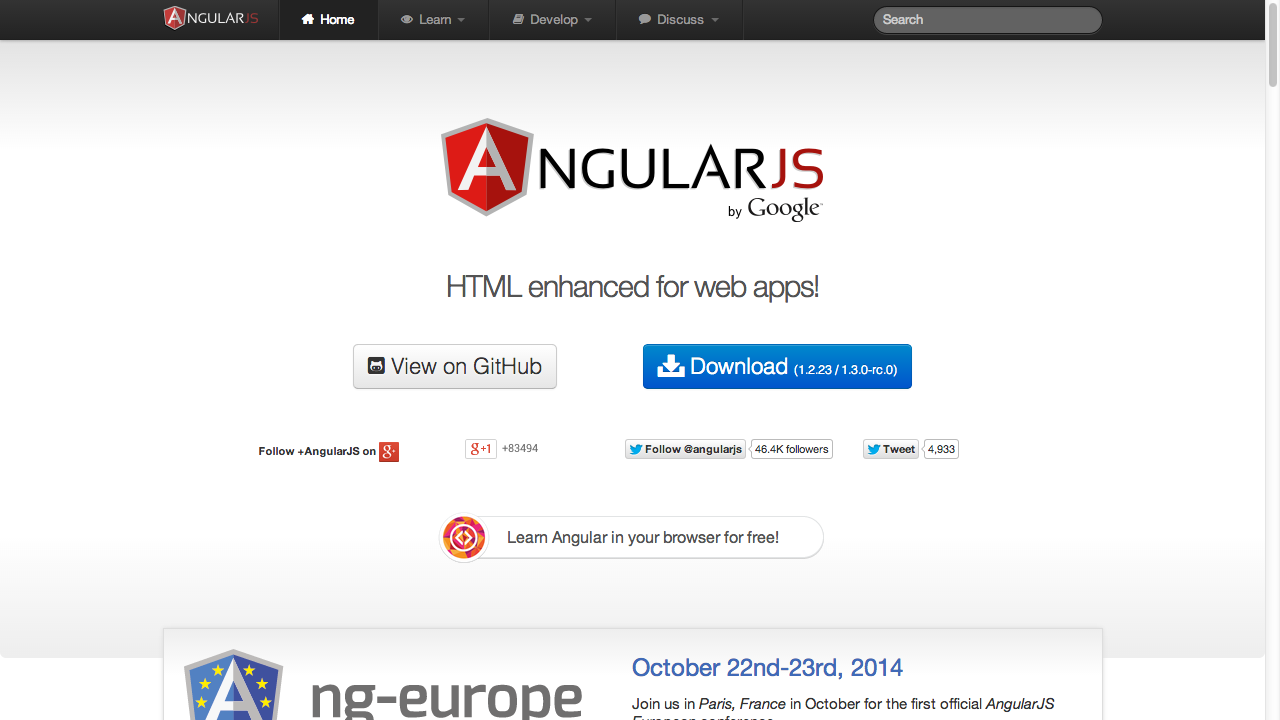 ANGULARJS Home Learn Develop Discuss Search
ANGULARJS
by Google™
HTML enhanced for web apps!
View on GitHub Download (1.2.23 / 1.3.0-rc.0)
Follow +AngularJS on g+ g+1 +83494 Follow @angularjs 46.4K followers Tweet 4,933
Learn Angular in your browser for free!
ng-europe
October 22nd-23rd, 2014
Join us in Paris, France in October for the first official AngularJS
European conference